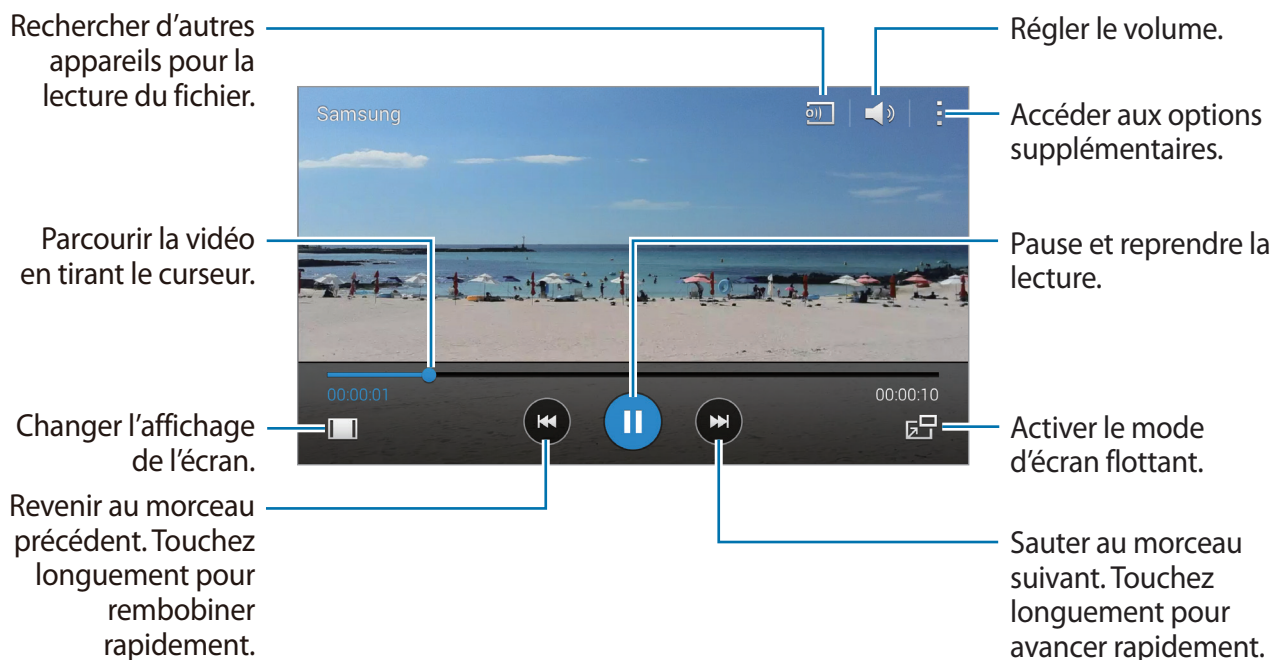 Rechercher d'autres
appareils pour la
lecture du fichier.
Régler le volume.
Samsung
Accéder aux options
supplémentaires.
Parcourir la vidéo
en tirant le curseur.
Pause et reprendre la
lecture.
00:00:01
00:00:10
Changer l'affichage
de l'écran.
Activer le mode
d'écran flottant.
Revenir au morceau
précédent. Touchez
longuement pour
rembobiner
rapidement.
Sauter au morceau
suivant. Touchez
longuement pour
avancer rapidement.